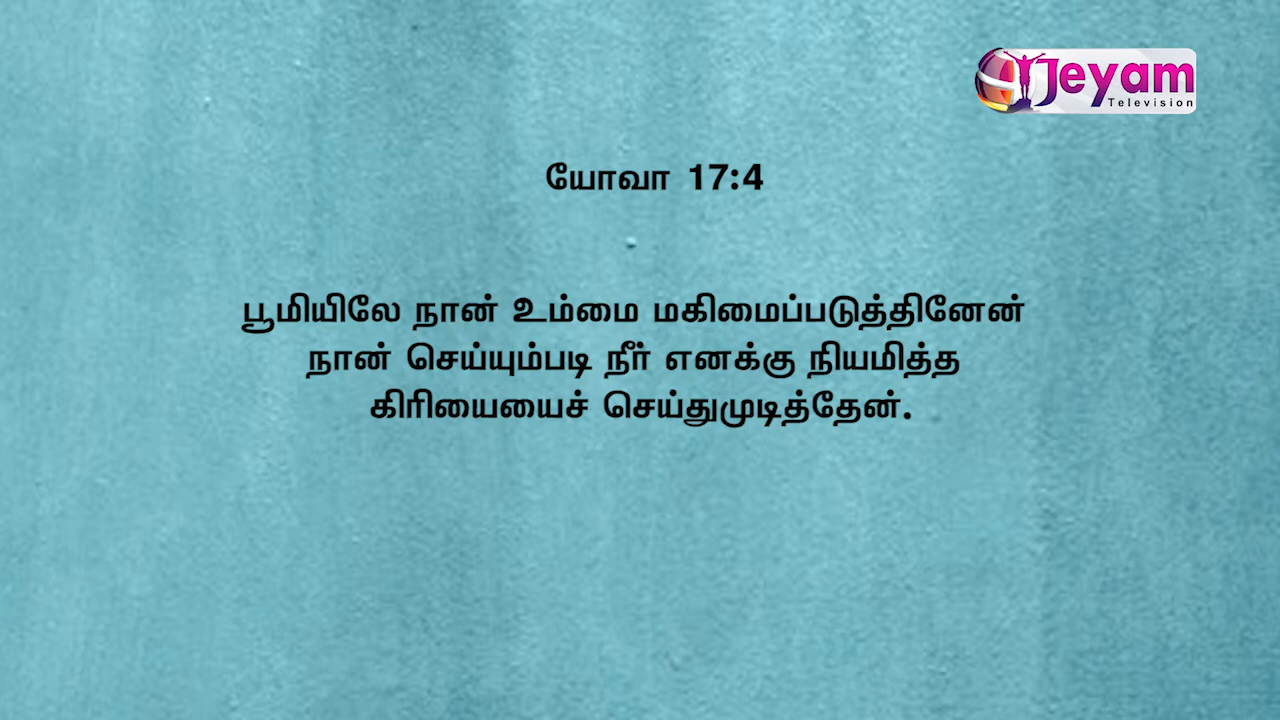 Jeyam
Television
யோவா 17:4
பூமியிலே நான் உம்மை மகிமைப்படுத்தினேன்
நான் செய்யும்படி நீர் எனக்கு நியமித்த
கிரியையைச் செய்துமுடித்தேன்.